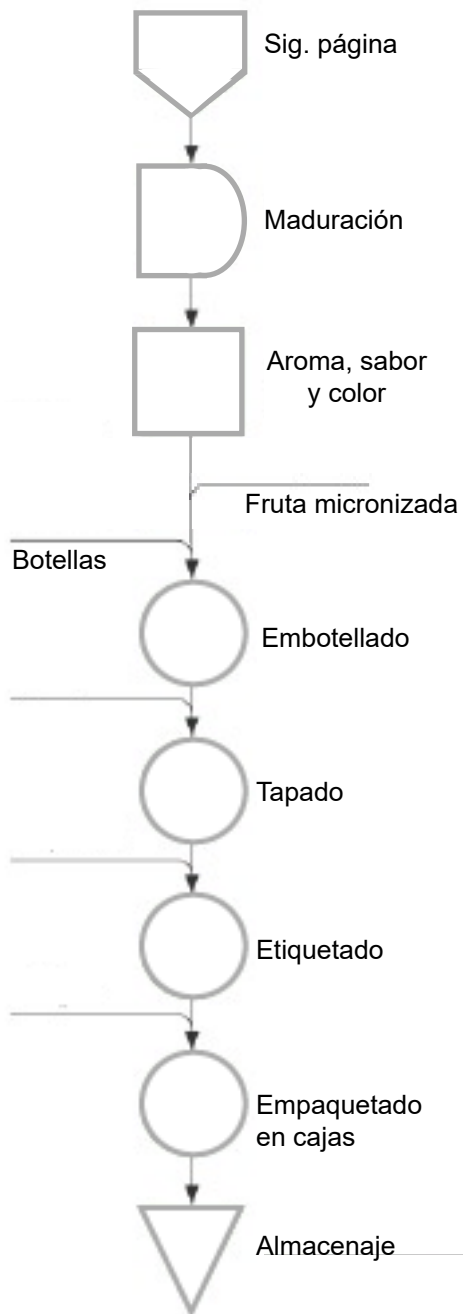 Sig. página
Maduración
Aroma, sabor
y color
Fruta micronizada
Botellas
Embotellado
Tapado
Etiquetado
Empaquetado
en cajas
Almacenaje